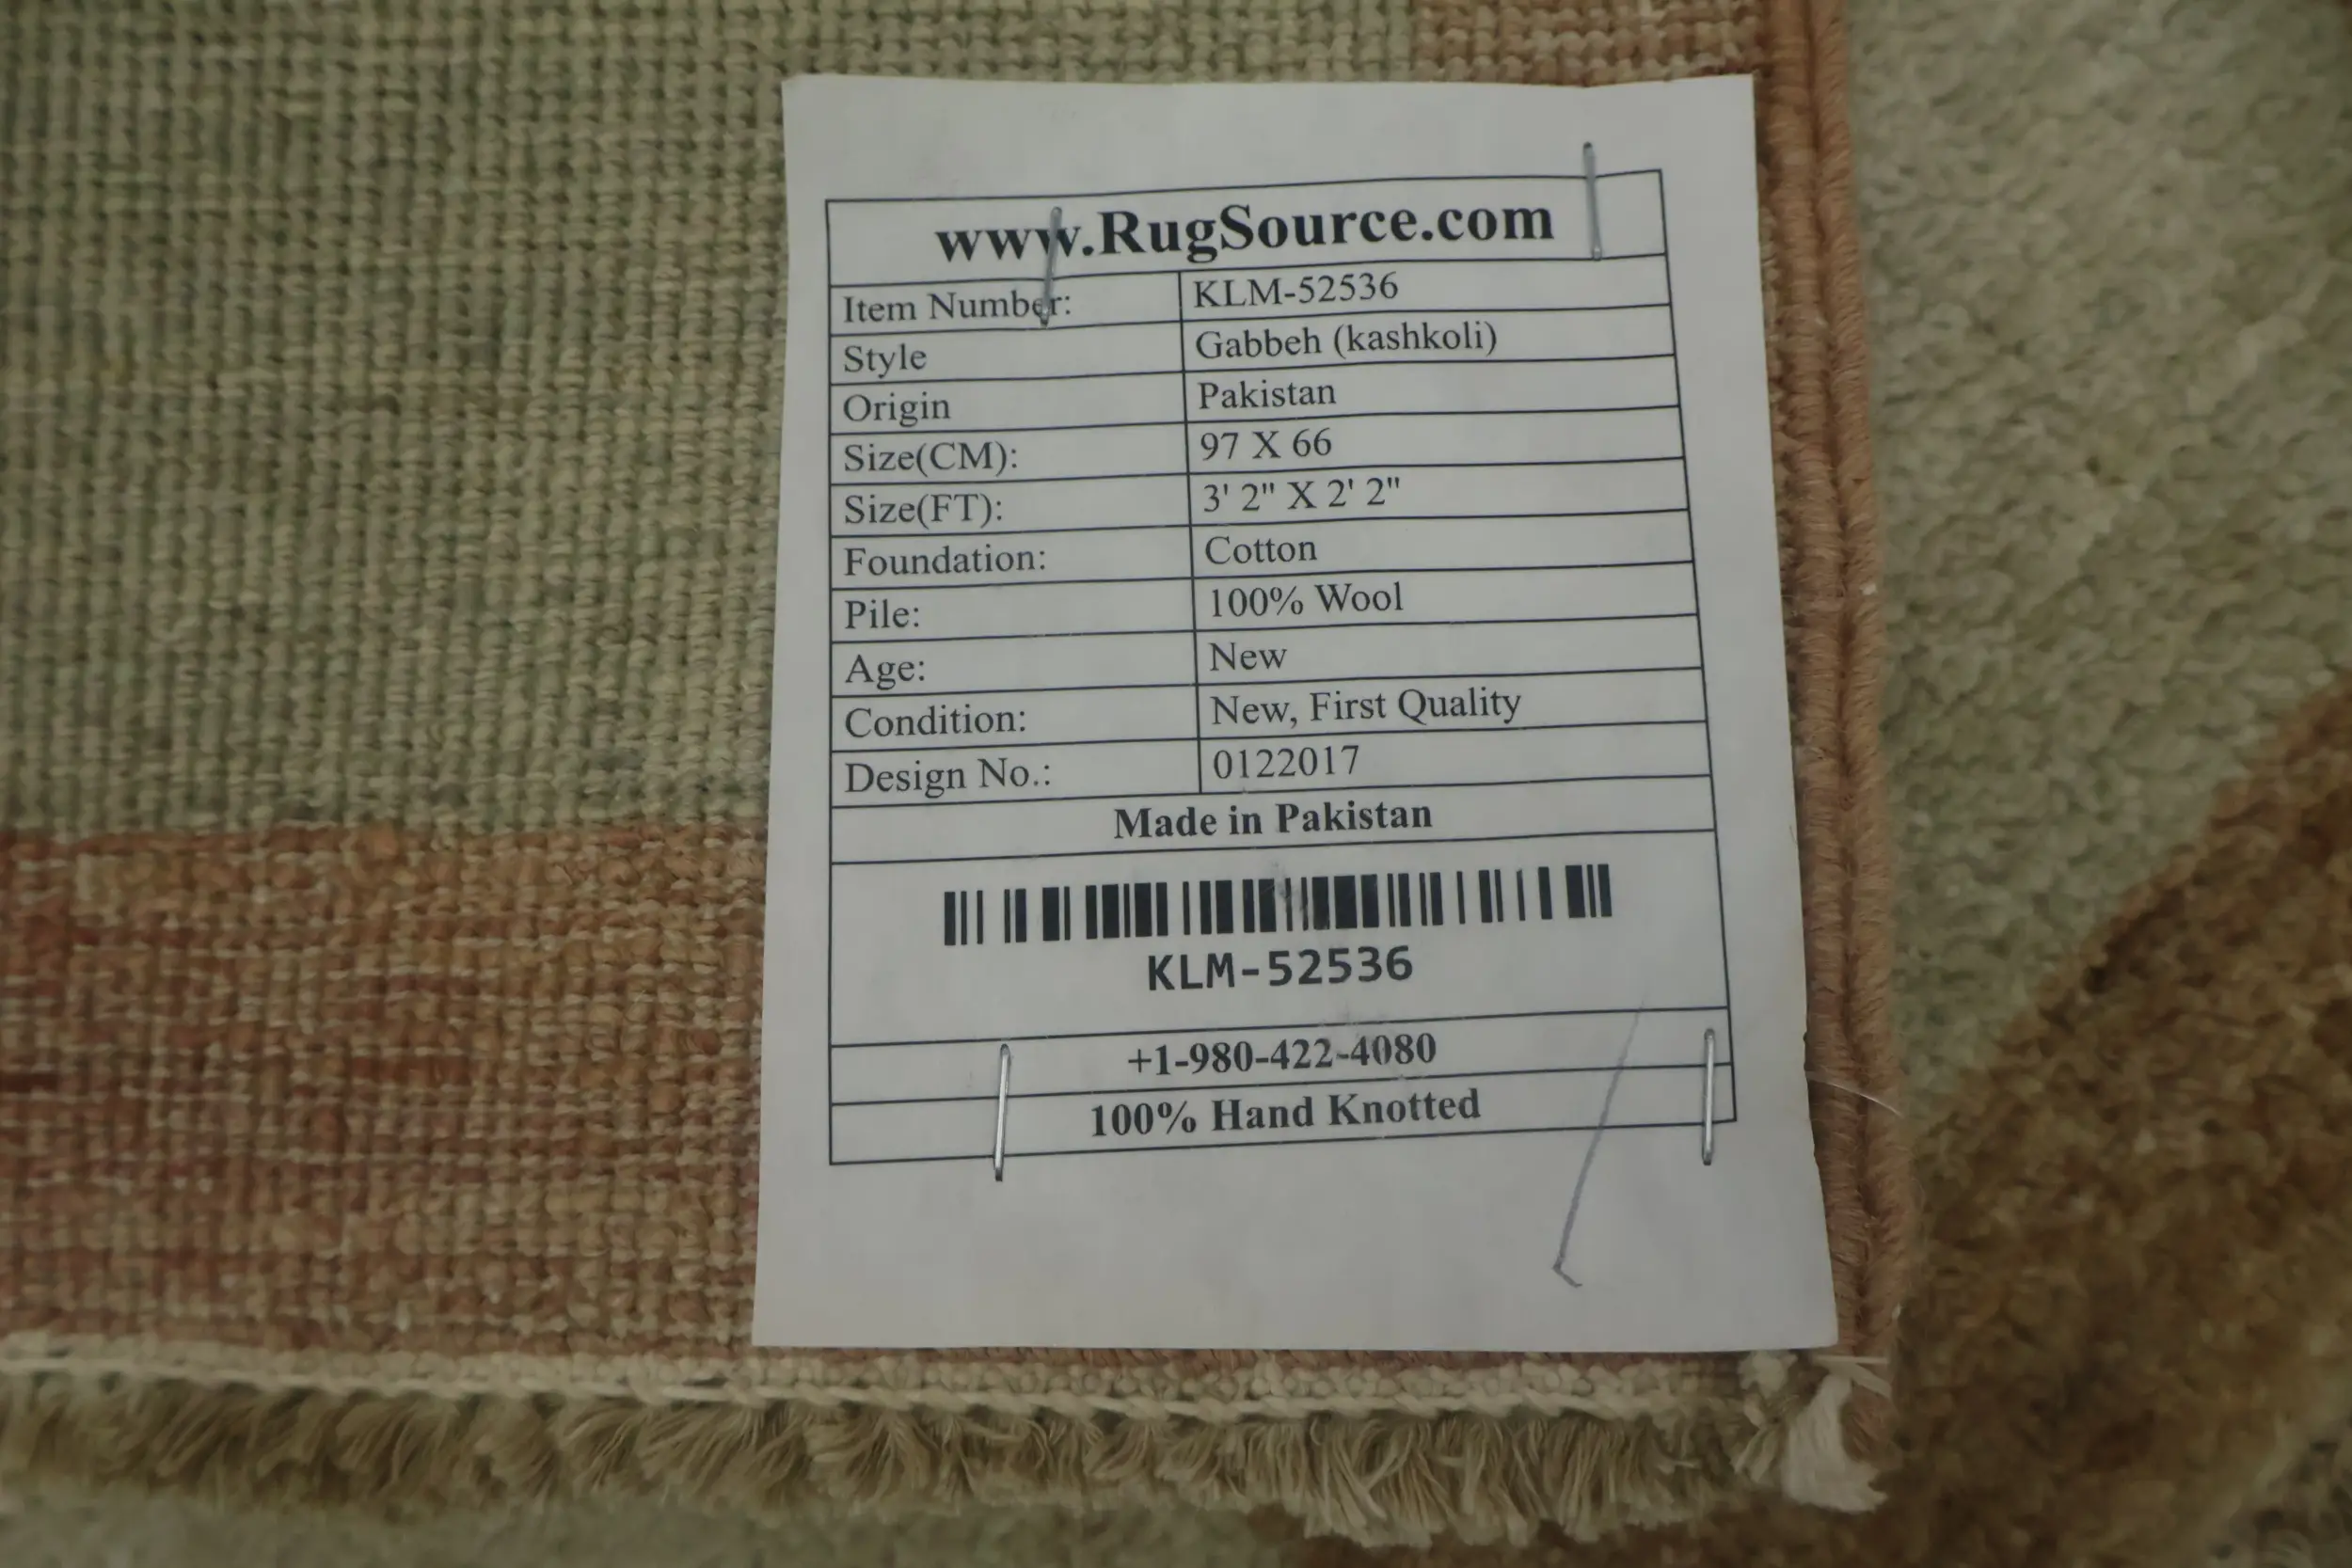 www.RugSource.com
Item Number: KLM-52536
Style Gabbeh (kashkoli)
Origin Pakistan
Size(CM): 97 X 66
Size(FT): 3' 2" X 2' 2"
Foundation: Cotton
Pile: 100% Wool
Age: New
Condition: New, First Quality
Design No.: 0122017
Made in Pakistan
KLM-52536
+1-980-422-4080
100% Hand Knotted